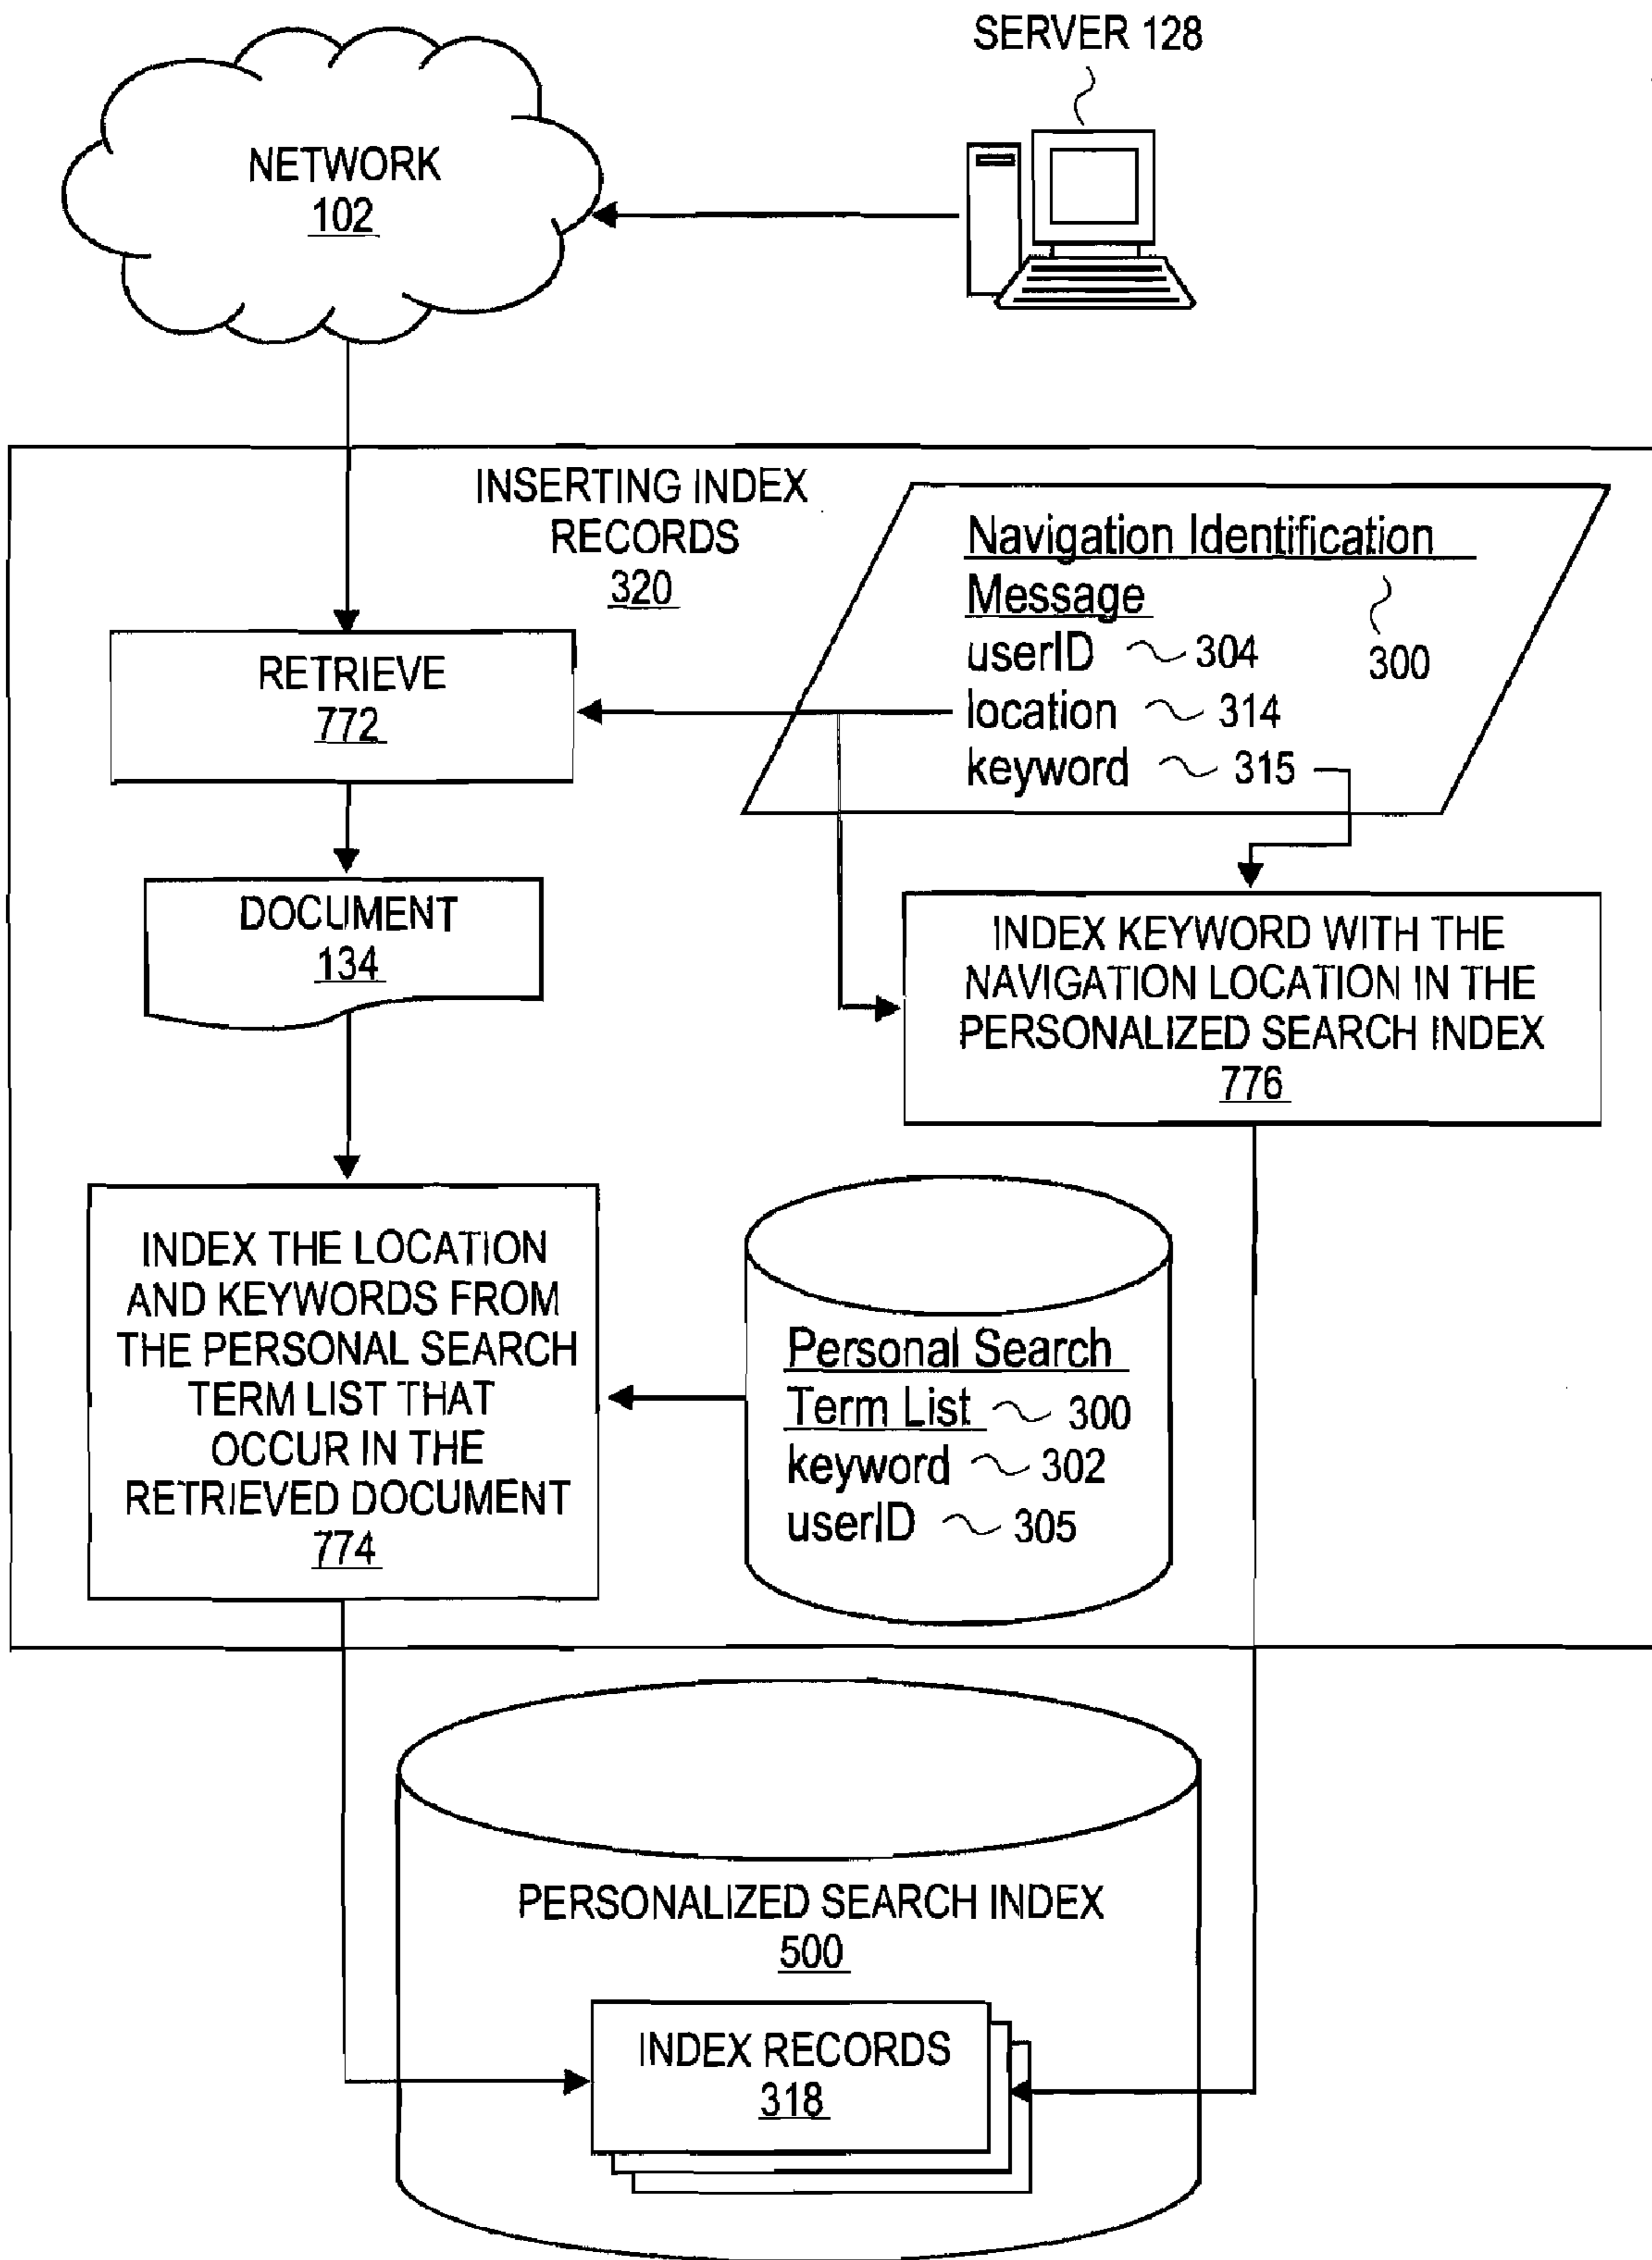 SERVER 128
NETWORK
102
INSERTING INDEX
RECORDS
320
Navigation Identification
Message
300
userID 304
location 314
keyword 315
RETRIEVE
772
DOCUMENT
134
INDEX KEYWORD WITH THE
NAVIGATION LOCATION IN THE
PERSONALIZED SEARCH INDEX
776
INDEX THE LOCATION
AND KEYWORDS FROM
THE PERSONAL SEARCH
TERM LIST THAT
OCCUR IN THE
RETRIEVED DOCUMENT
774
Personal Search
Term List 300
keyword 302
userID 305
PERSONALIZED SEARCH INDEX
500
INDEX RECORDS
318